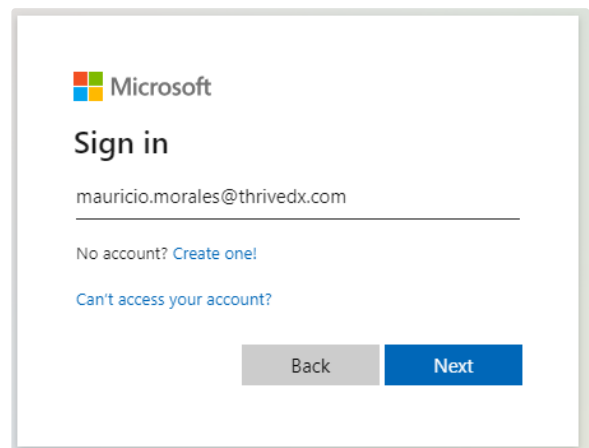 Microsoft
Sign in
mauricio.morales@thrivedx.com
No account? Create one!
Can't access your account?
Back Next